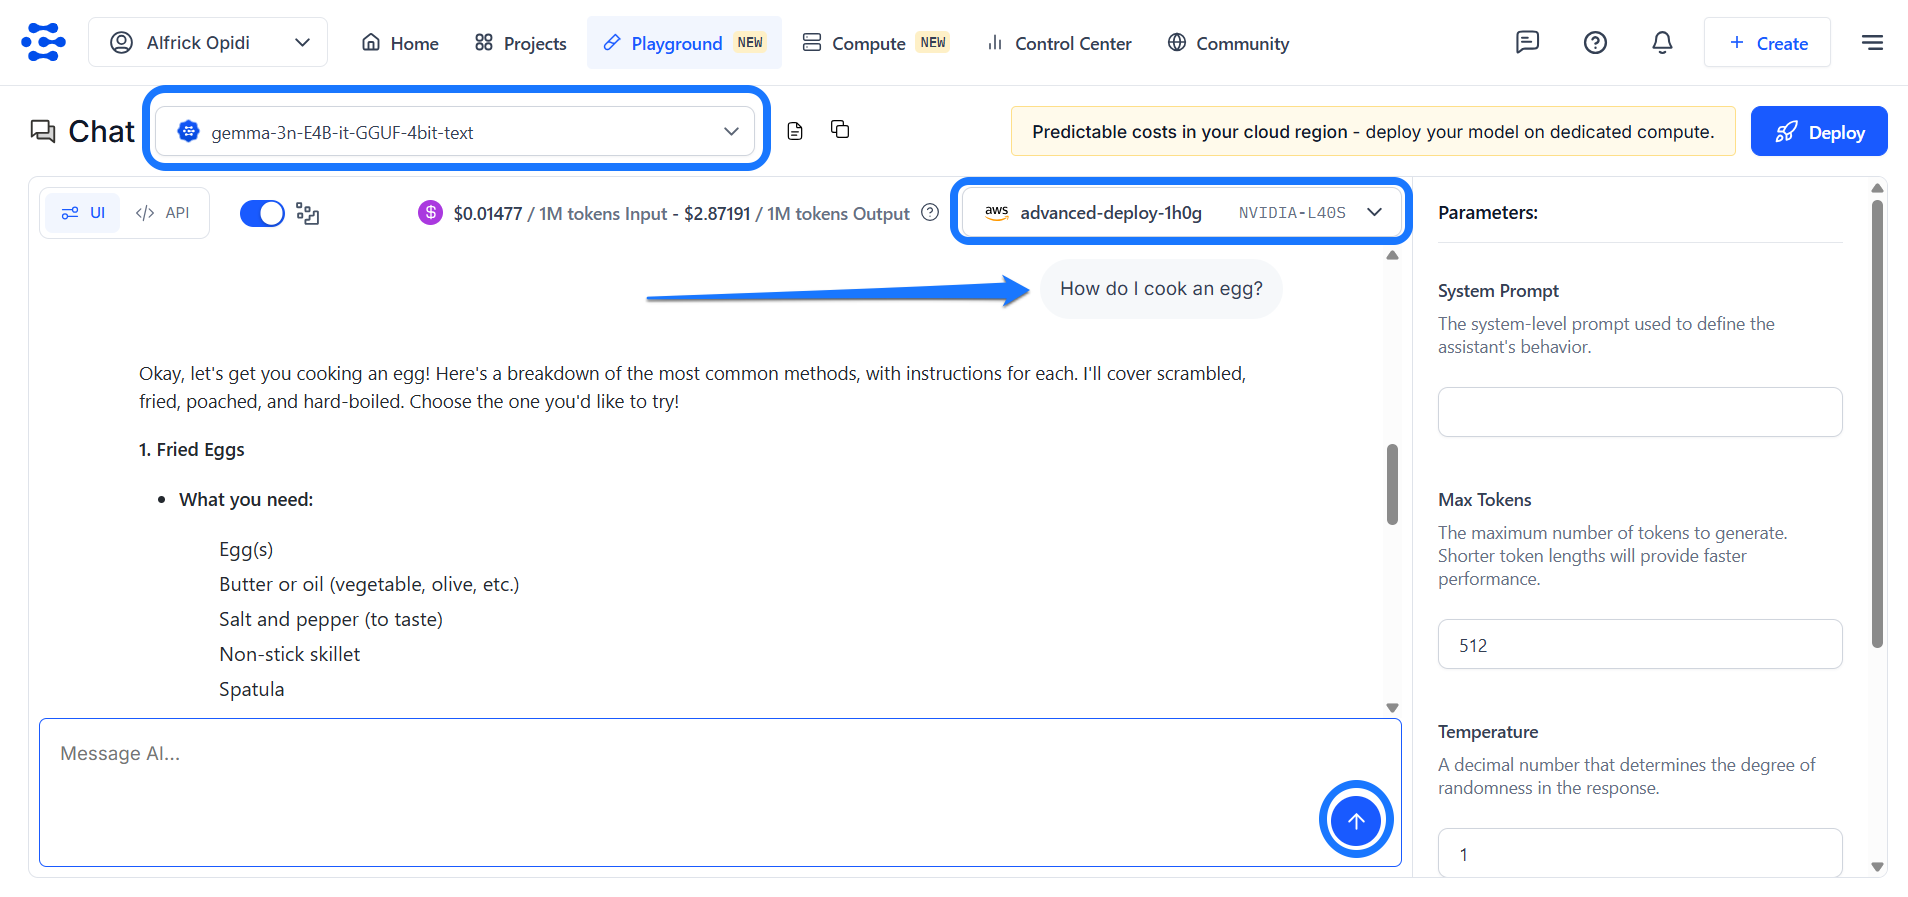 Alfrick Opidi
Home
Projects
Playground NEW
Compute NEW
Control Center
Community
+ Create
Chat
gemma-3n-E4B-it-GGUF-4bit-text
Predictable costs in your cloud region - deploy your model on dedicated compute.
Deploy
UI
</> API
$ $0.01477 / 1M tokens Input - $2.87191 / 1M tokens Output ?
aws advanced-deploy-1h0g NVIDIA-L40S
How do I cook an egg?
Okay, let's get you cooking an egg! Here's a breakdown of the most common methods, with instructions for each. I'll cover scrambled,
fried, poached, and hard-boiled. Choose the one you'd like to try!
1. Fried Eggs
• What you need:
Egg(s)
Butter or oil (vegetable, olive, etc.)
Salt and pepper (to taste)
Non-stick skillet
Spatula
Message AI...
Parameters:
System Prompt
The system-level prompt used to define the
assistant's behavior.
Max Tokens
The maximum number of tokens to generate.
Shorter token lengths will provide faster
performance.
512
Temperature
A decimal number that determines the degree of
randomness in the response.
1